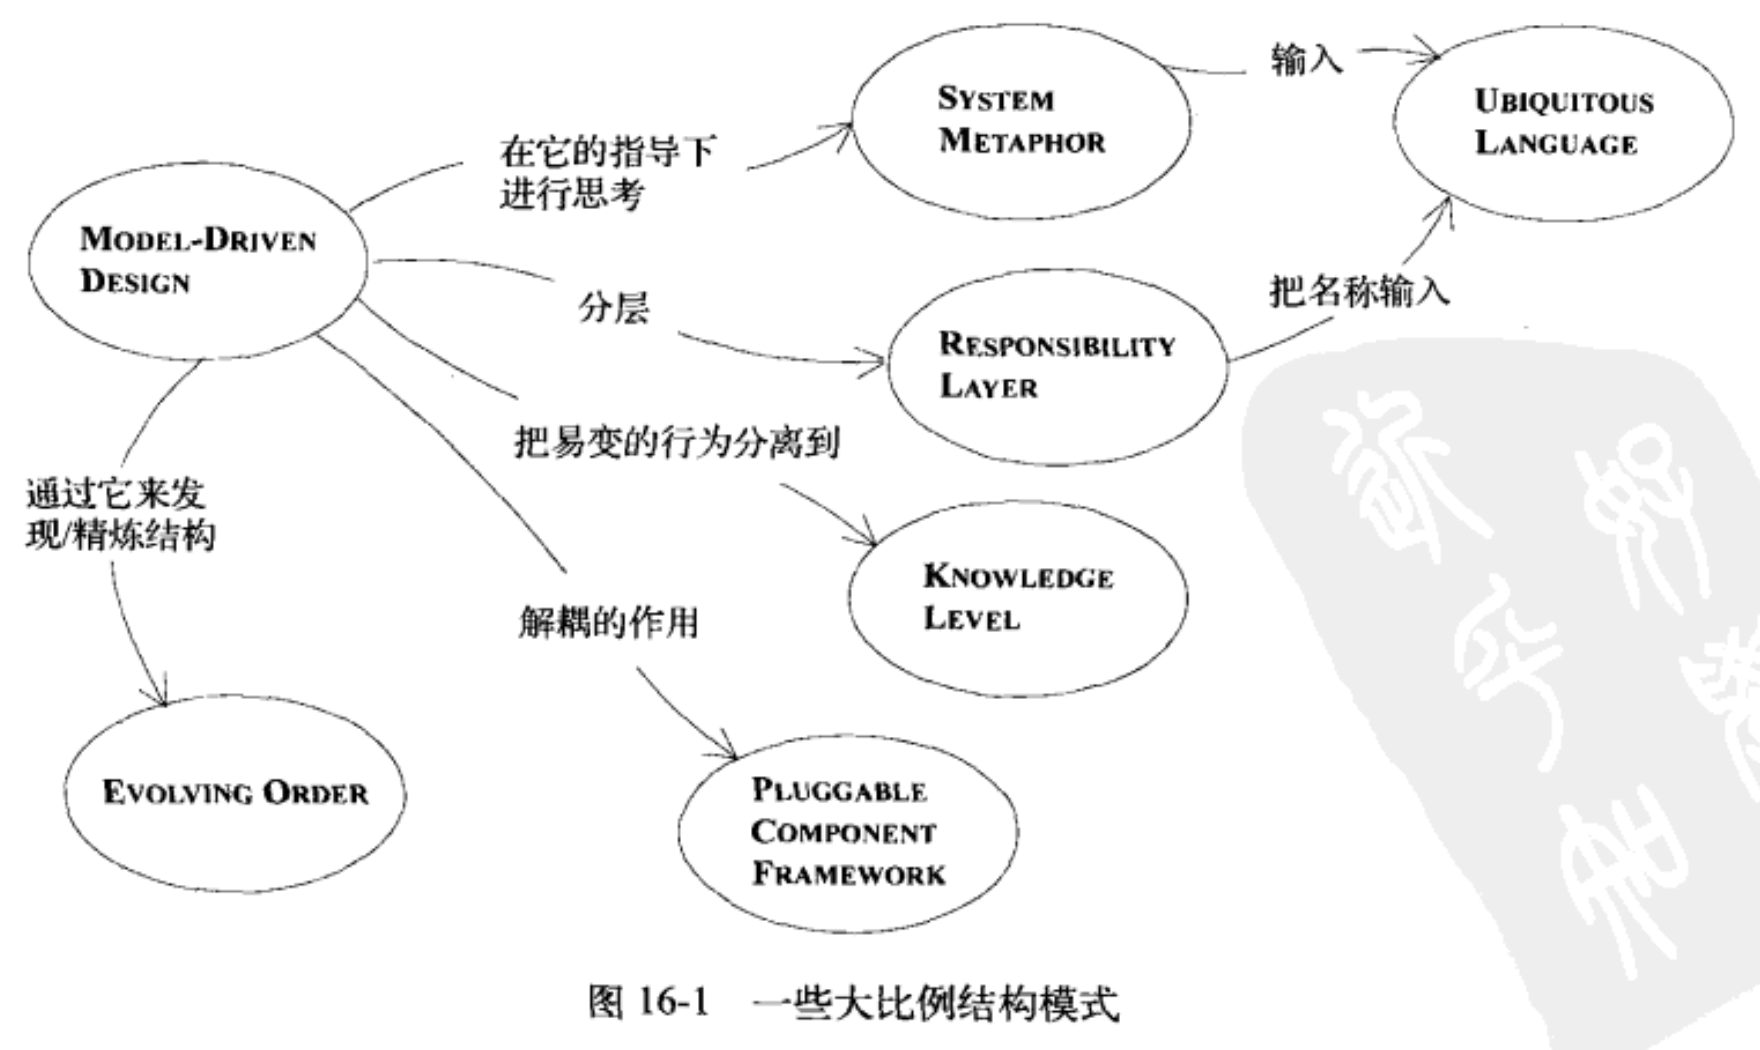 SYSTEM
METAPHOR
输入
UBIQUITOUS
LANGUAGE
在它的指导下
进行思考
MODEL-DRIVEN
DESIGN
分层
把名称输入
RESPONSIBILITY
LAYER
把易变的行为分离到
通过它来发
现/精炼结构
KNOWLEDGE
LEVEL
解耦的作用
EVOLVING ORDER
PLUGGABLE
COMPONENT
FRAMEWORK
图 16-1 一些大比例结构模式